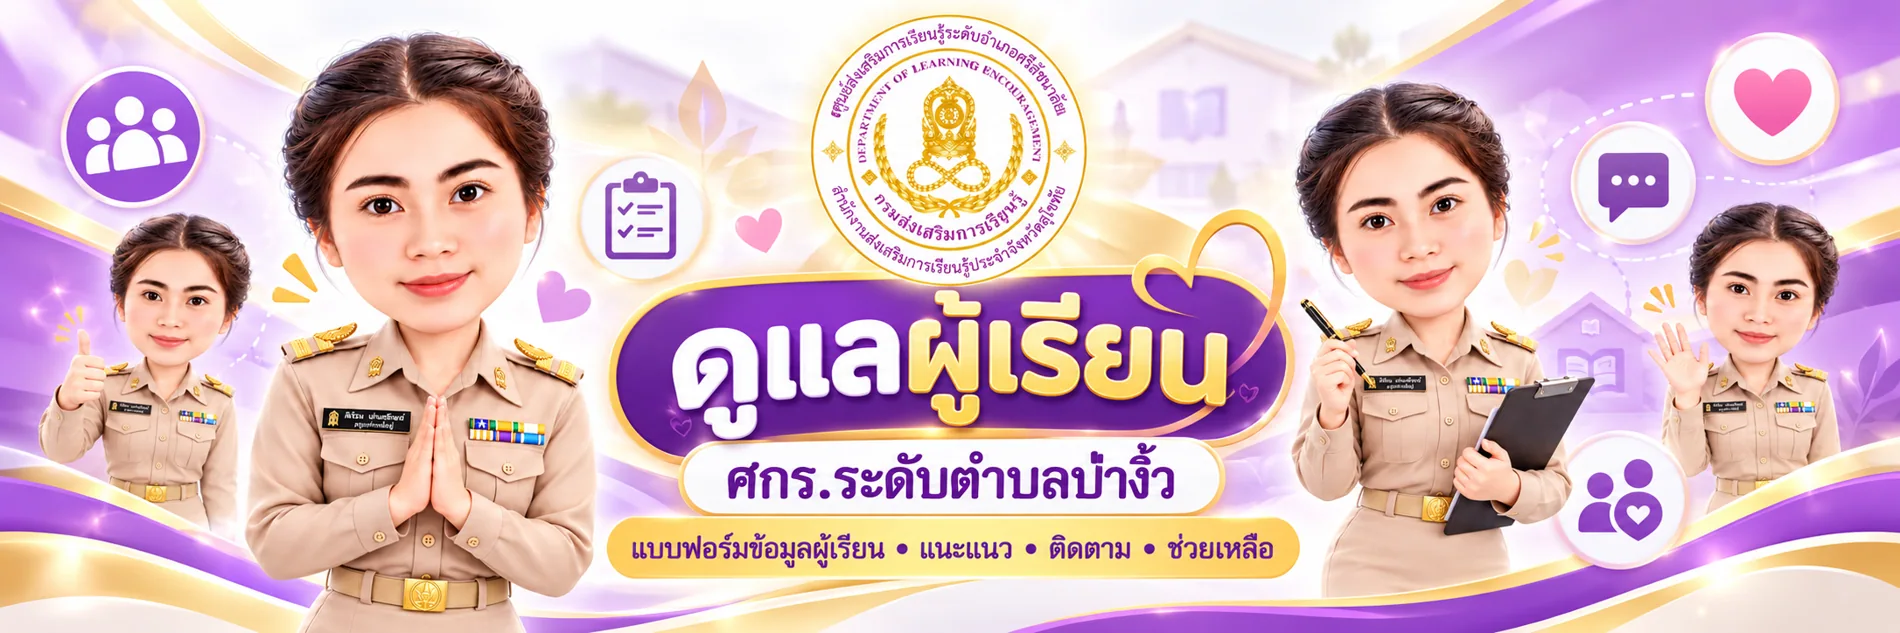 ศูนย์ส่งเสริมการเรียนรู้ระดับอำเภอศรีสัชนาลัย
DEPARTMENT OF LEARNING ENCOURAGEMENT
กรมส่งเสริมการเรียนรู้
สำนักงานส่งเสริมการเรียนรู้ประจำจังหวัดสุโขทัย
ดูแลผู้เรียน
ศกร.ระดับตำบลป่างิ้ว
แบบฟอร์มข้อมูลผู้เรียน • แนะแนว • ติดตาม • ช่วยเหลือ